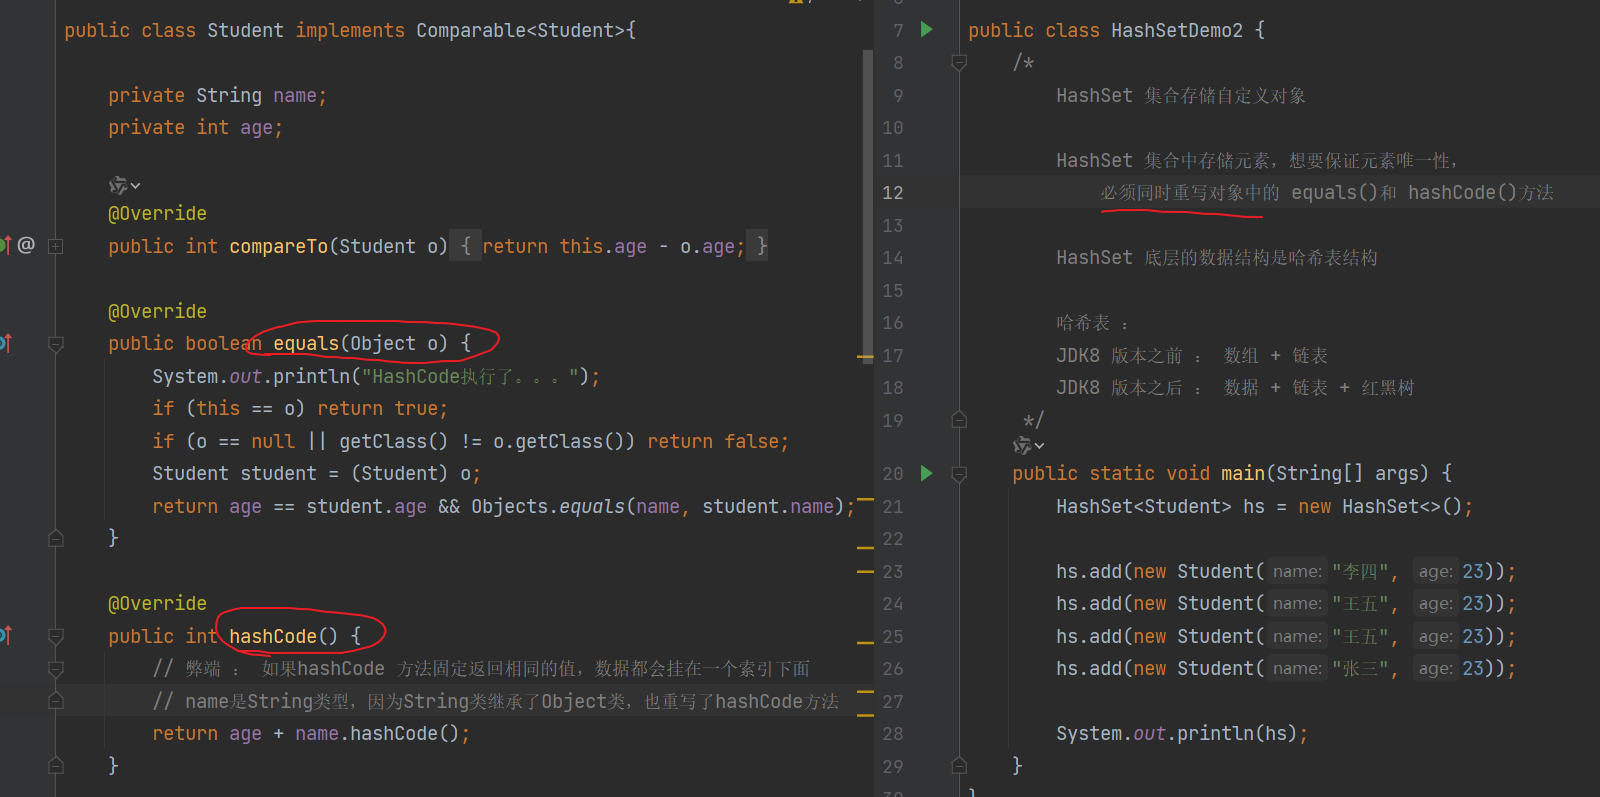 public class Student implements Comparable<Student>{
private String name;
private int age;
@Override
@
public int compareTo(Student o) { return this.age - o.age; }
@Override
public boolean equals(Object o) {
System.out.println("HashCode执行了。。。");
if (this == o) return true;
if (o == null || getClass() != o.getClass()) return false;
Student student = (Student) o;
return age == student.age && Objects.equals(name, student.name);
}
@Override
public int hashCode() {
// 弊端 : 如果hashCode 方法固定返回相同的值，数据都会挂在一个索引下面
// name是String类型，因为String类继承了Object类，也重写了hashCode方法
return age + name.hashCode();
}
7 public class HashSetDemo2 {
8 /*
9 HashSet 集合存储自定义对象
10
11 HashSet 集合中存储元素，想要保证元素唯一性，
12 必须同时重写对象中的 equals()和 hashCode()方法
13
14 HashSet 底层的数据结构是哈希表结构
15
16 哈希表 :
17 JDK8 版本之前 : 数组 + 链表
18 JDK8 版本之后 : 数据 + 链表 + 红黑树
19 */
20 public static void main(String[] args) {
21 HashSet<Student> hs = new HashSet<>();
22
23 hs.add(new Student( name: "李四", age: 23));
24 hs.add(new Student( name: "王五", age: 23));
25 hs.add(new Student( name: "王五", age: 23));
26 hs.add(new Student( name: "张三", age: 23));
27
28 System.out.println(hs);
29 }